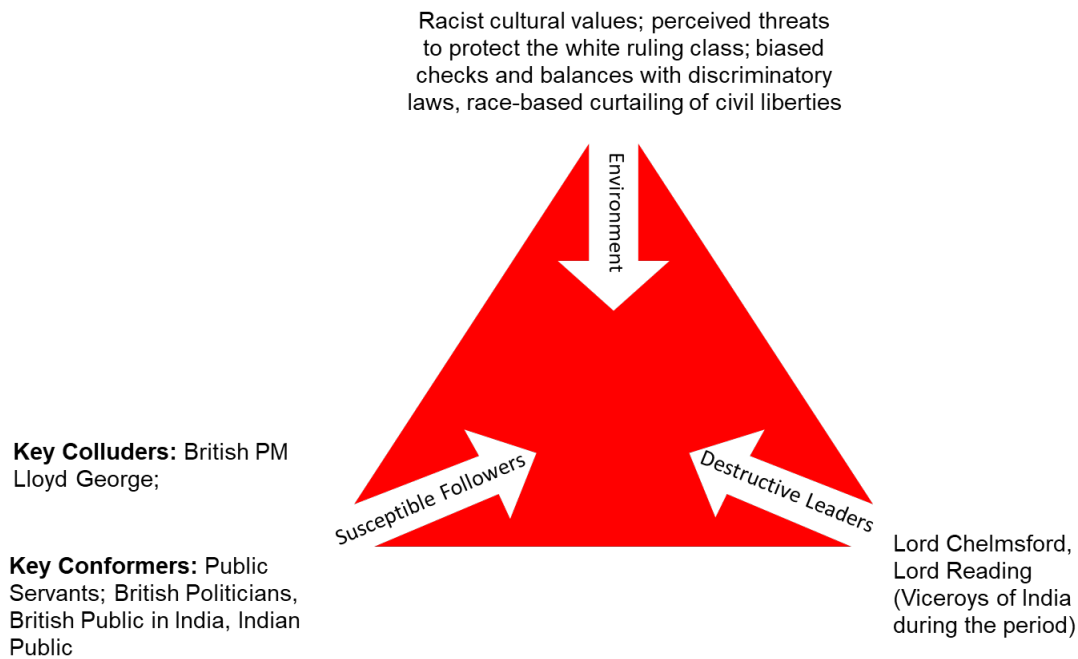 Racist cultural values; perceived threats
to protect the white ruling class; biased
checks and balances with discriminatory
laws, race-based curtailing of civil liberties
Environment
Key Colluders: British PM
Lloyd George;
Susceptible Followers
Destructive Leaders
Key Conformers: Public
Servants; British Politicians,
British Public in India, Indian
Public
Lord Chelmsford,
Lord Reading
(Viceroys of India
during the period)